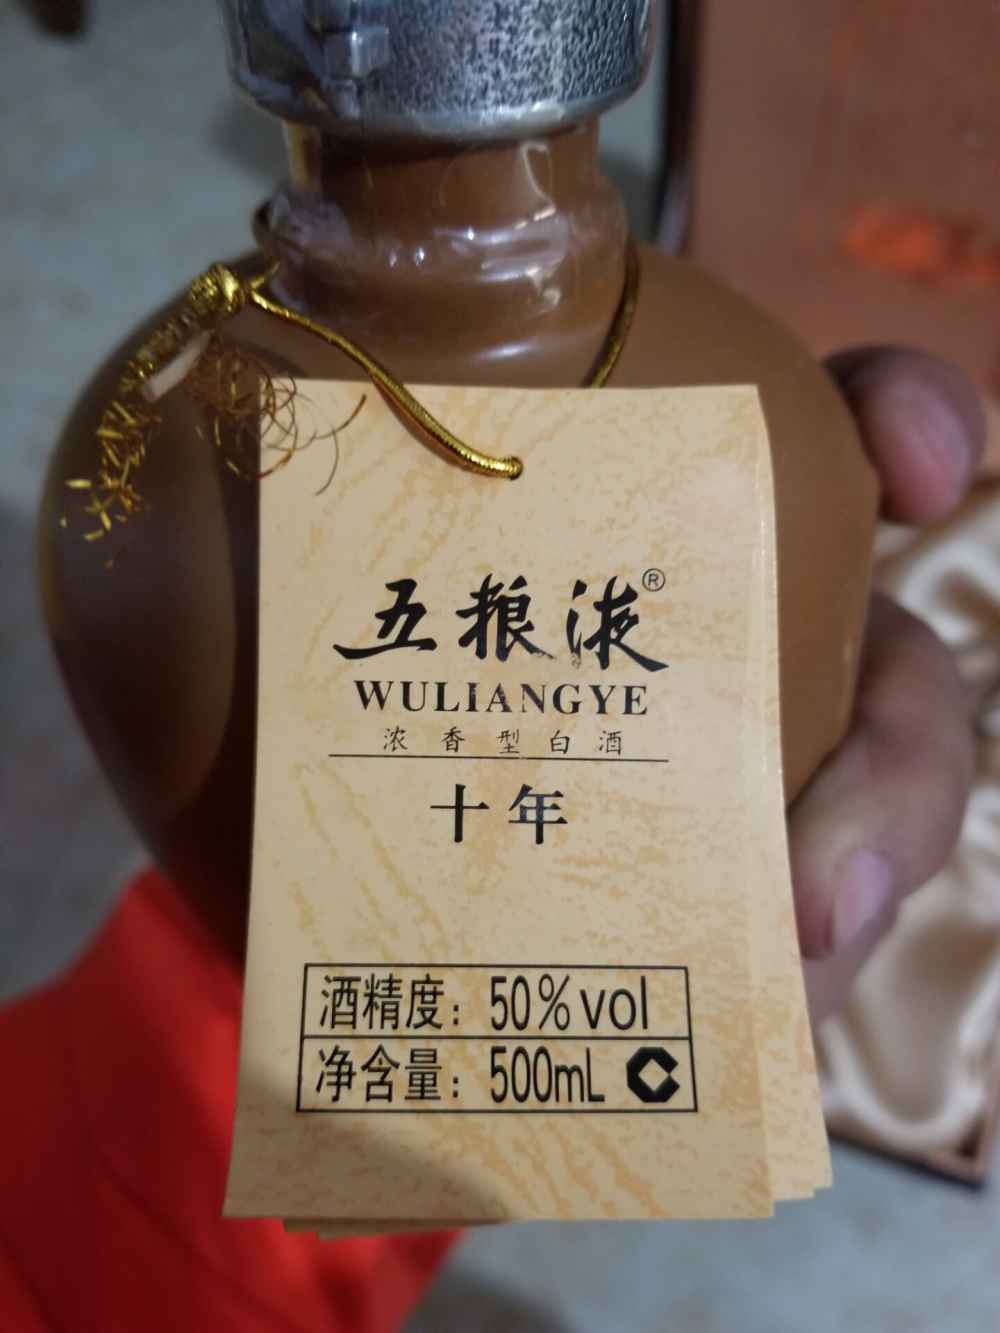 五粮液®
WULIANGYE
浓香型白酒
十年
酒精度：50%vol
净含量：500mL